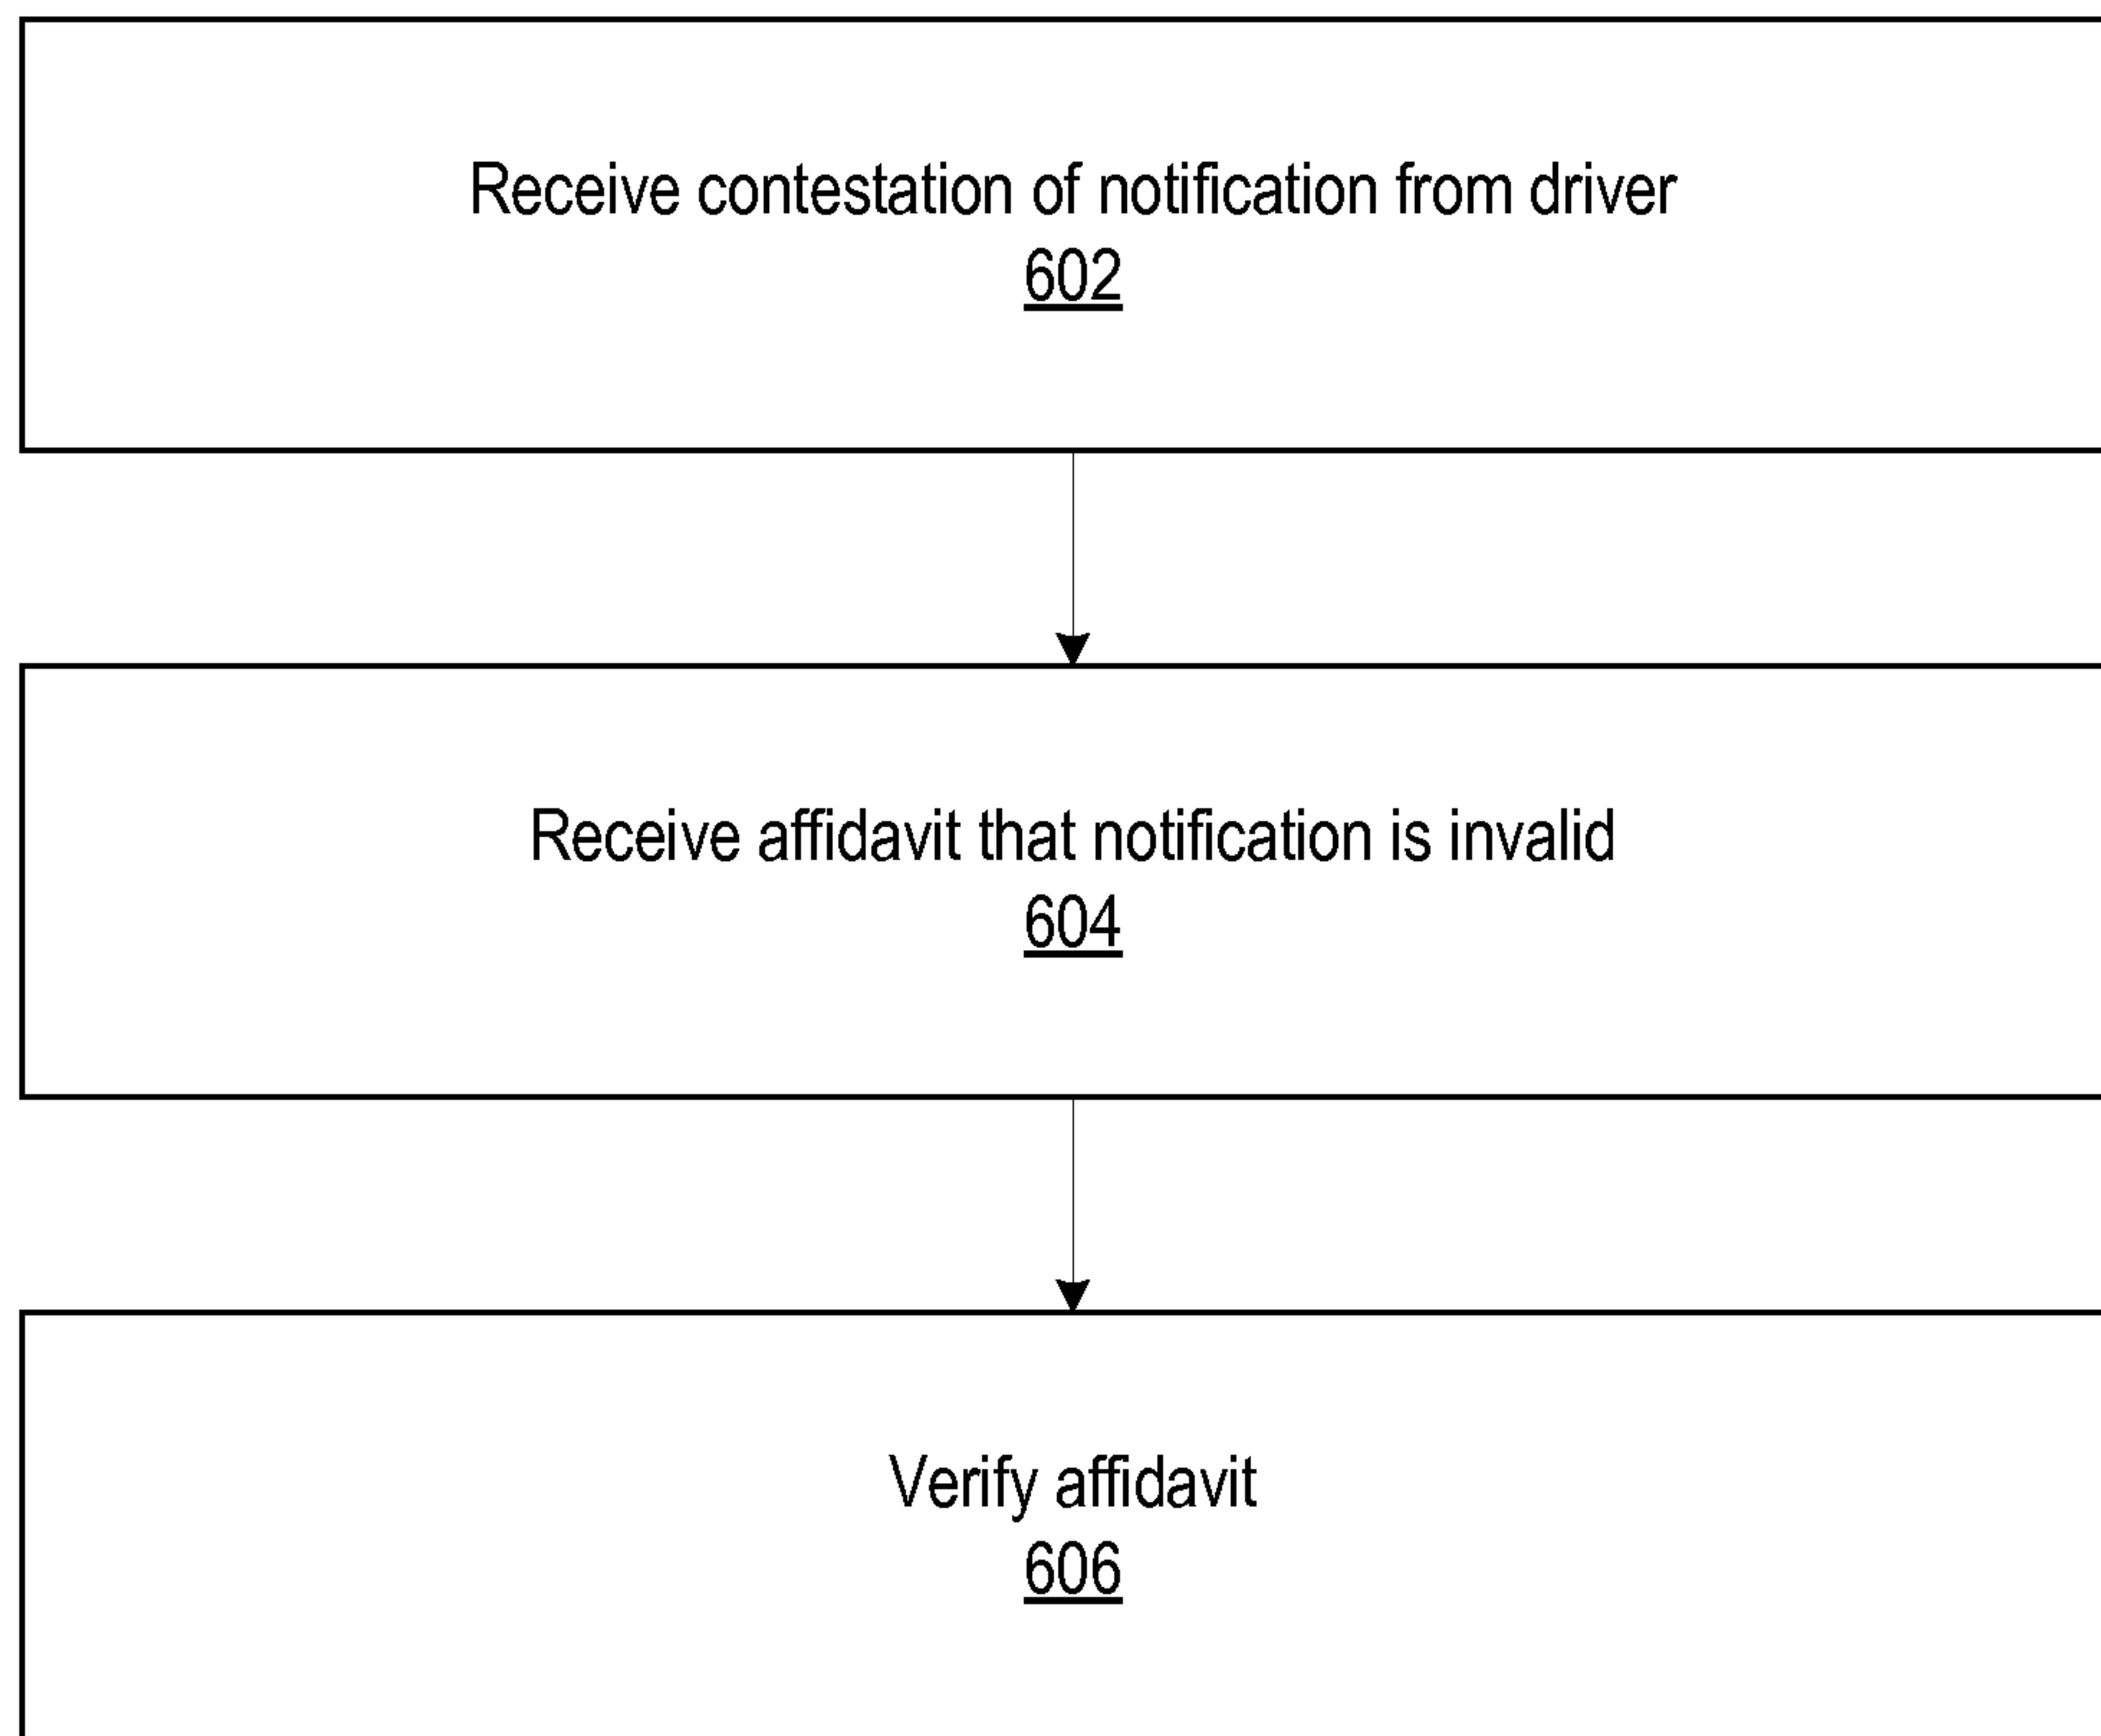 Receive contestation of notification from driver
602
Receive affidavit that notification is invalid
604
Verify affidavit
606